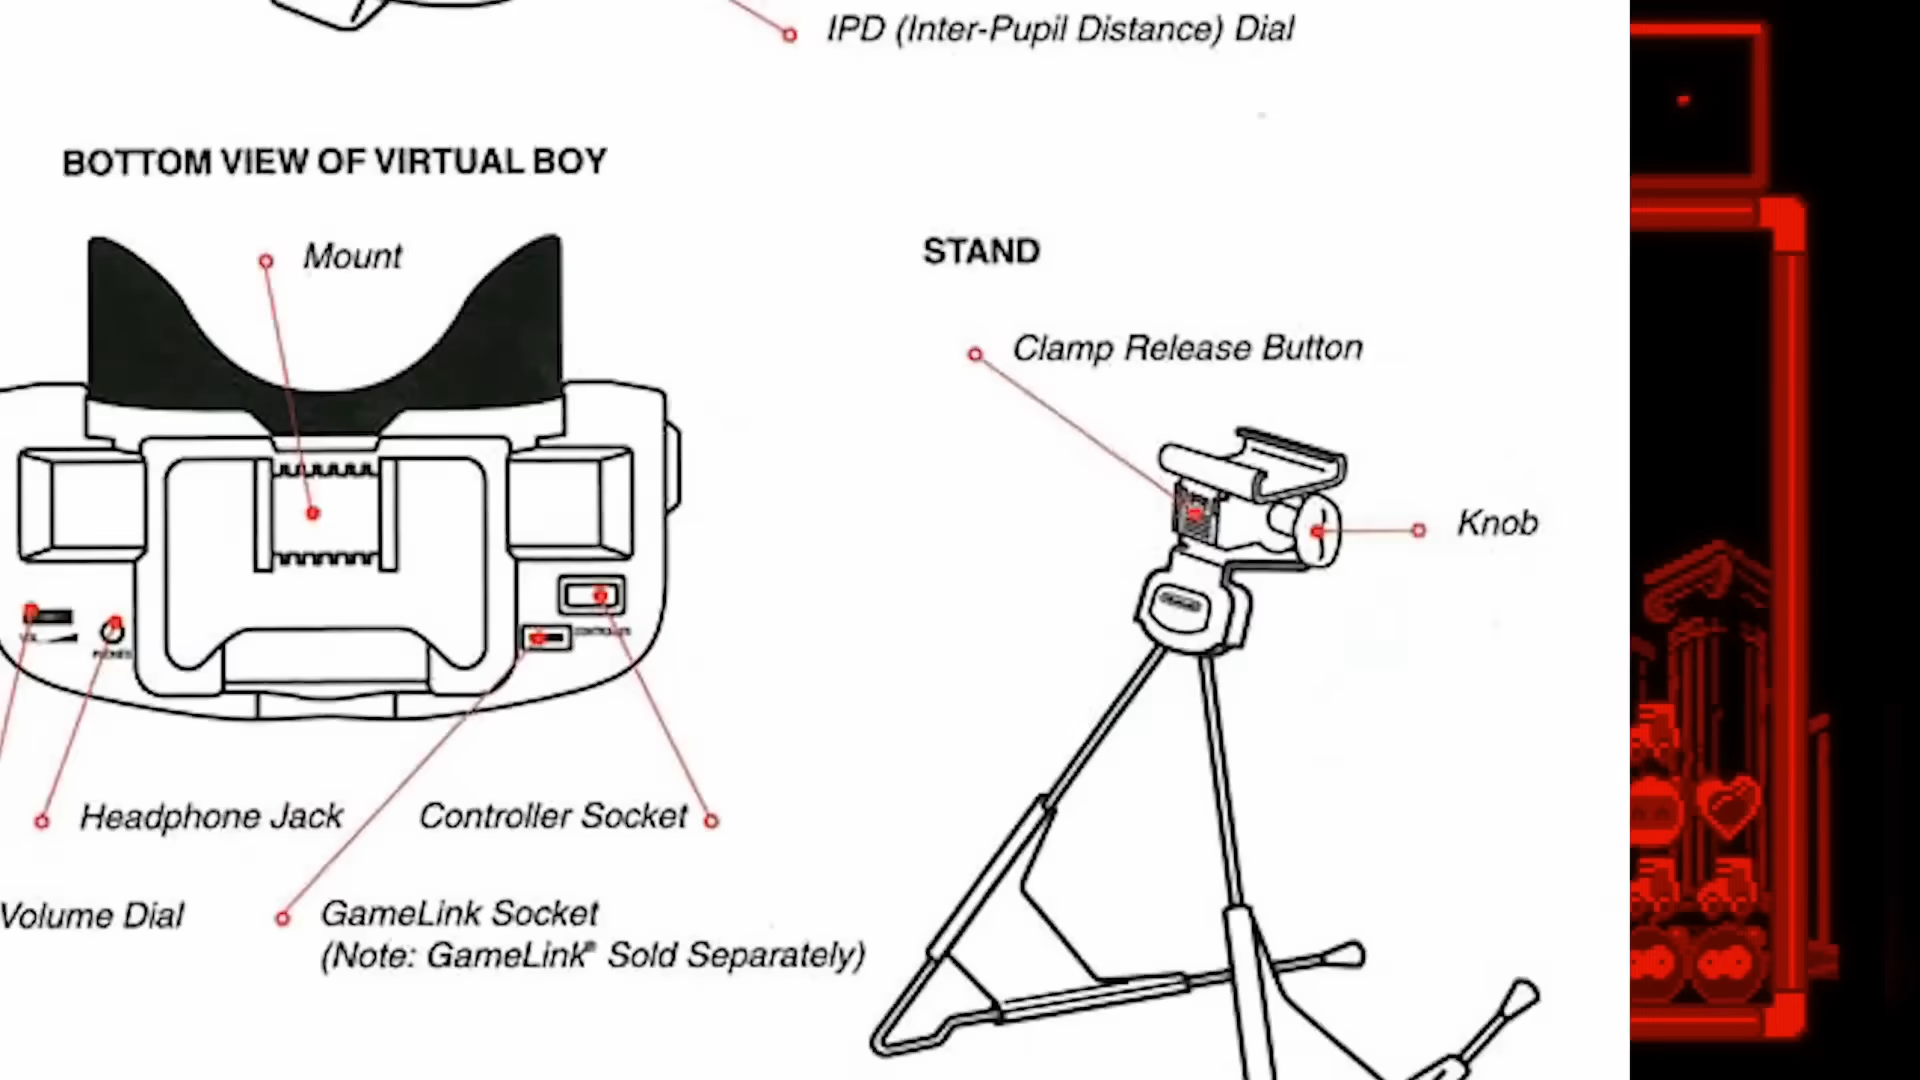 IPD (Inter-Pupil Distance) Dial
BOTTOM VIEW OF VIRTUAL BOY
Mount
STAND
Clamp Release Button
Knob
Headphone Jack
Controller Socket
Volume Dial
GameLink Socket
(Note: GameLink® Sold Separately)